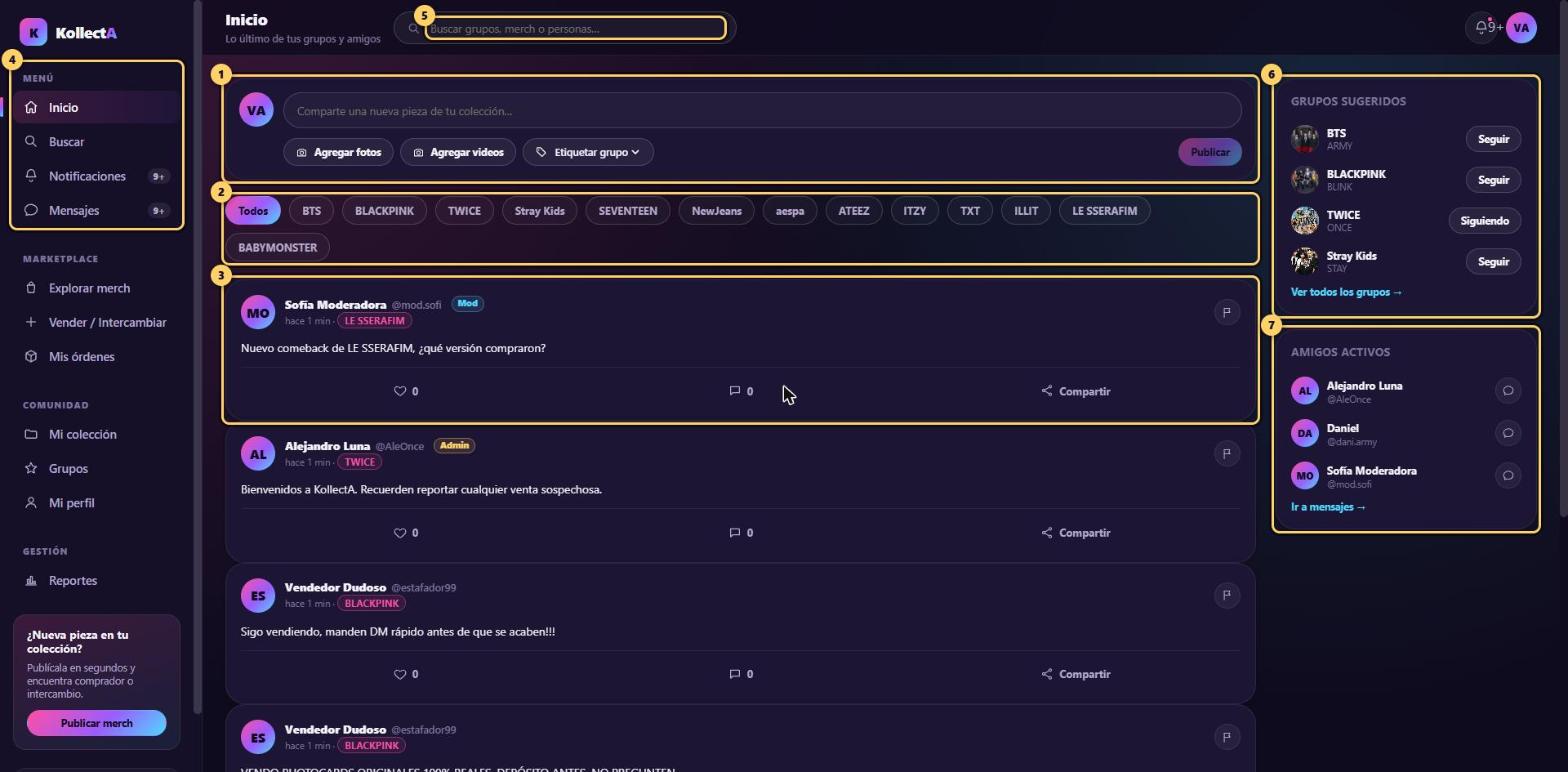 K KollectA
4
MENÚ
Inicio
Buscar
Notificaciones 9+
Mensajes 9+
MARKETPLACE
Explorar merch
Vender / Intercambiar
Mis órdenes
COMUNIDAD
Mi colección
Grupos
Mi perfil
GESTIÓN
Reportes
¿Nueva pieza en tu
colección?
Publícala en segundos y
encuentra comprador o
intercambio.
Publicar merch
Inicio
Lo último de tus grupos y amigos
5
Buscar grupos, merch o personas...
9+ VA
1
VA Comparte una nueva pieza de tu colección...
Agregar fotos Agregar videos Etiquetar grupo Publicar
2
Todos BTS BLACKPINK TWICE Stray Kids SEVENTEEN NewJeans aespa ATEEZ ITZY TXT ILLIT LE SSERAFIM
BABYMONSTER
3
MO Sofía Moderadora @mod.sofi Mod
hace 1 min · LE SSERAFIM
Nuevo comeback de LE SSERAFIM, ¿qué versión compraron?
0 0 Compartir
AL Alejandro Luna @AleOnce Admin
hace 1 min · TWICE
Bienvenidos a KollectA. Recuerden reportar cualquier venta sospechosa.
0 0 Compartir
ES Vendedor Dudoso @estafador99
hace 1 min · BLACKPINK
Sigo vendiendo, manden DM rápido antes de que se acaben!!!
0 0 Compartir
ES Vendedor Dudoso @estafador99
hace 1 min · BLACKPINK
VENDO PHOTOCARDS ORIGINALES 100% REALES, DEPÓSITO ANTES, NO PREGUNTEN
6
GRUPOS SUGERIDOS
BTS
ARMY
Seguir
BLACKPINK
BLINK
Seguir
TWICE
ONCE
Siguiendo
Stray Kids
STAY
Seguir
Ver todos los grupos →
7
AMIGOS ACTIVOS
AL Alejandro Luna
@AleOnce
DA Daniel
@dani.army
MO Sofía Moderadora
@mod.sofi
Ir a mensajes →